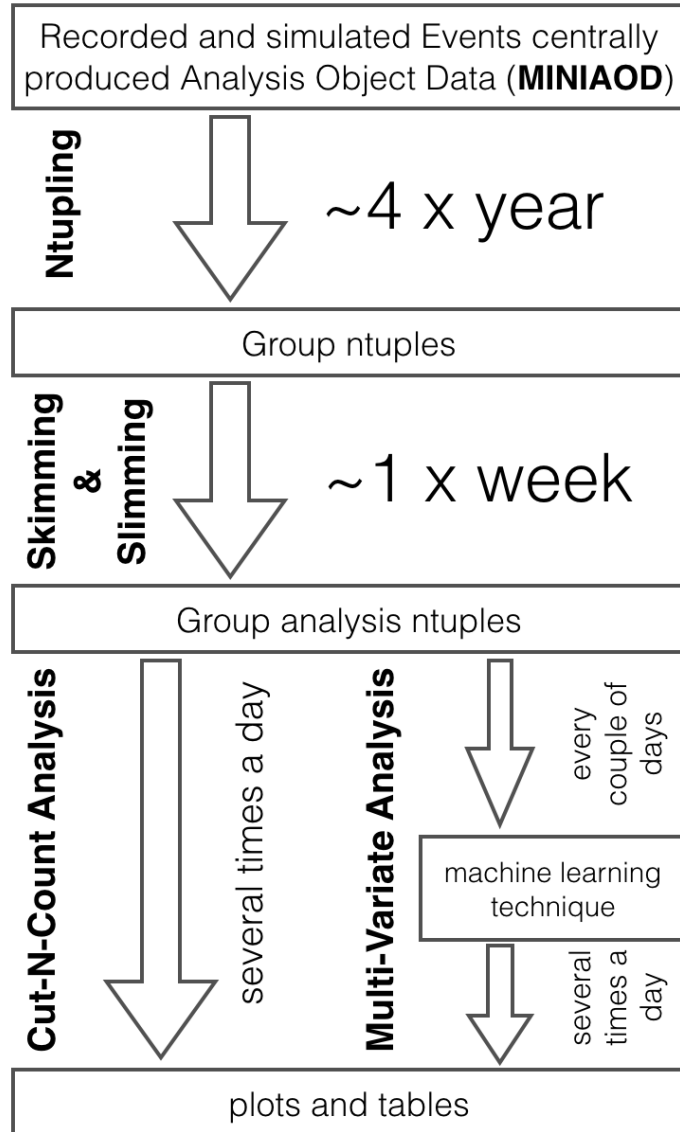 Recorded and simulated Events centrally
produced Analysis Object Data (MINIAOD)
Ntupling
~4 x year
Group ntuples
Skimming
&
Slimming
~1 x week
Group analysis ntuples
Cut-N-Count Analysis
several times a day
Multi-Variate Analysis
every
couple of
days
machine learning
technique
several
times a
day
plots and tables